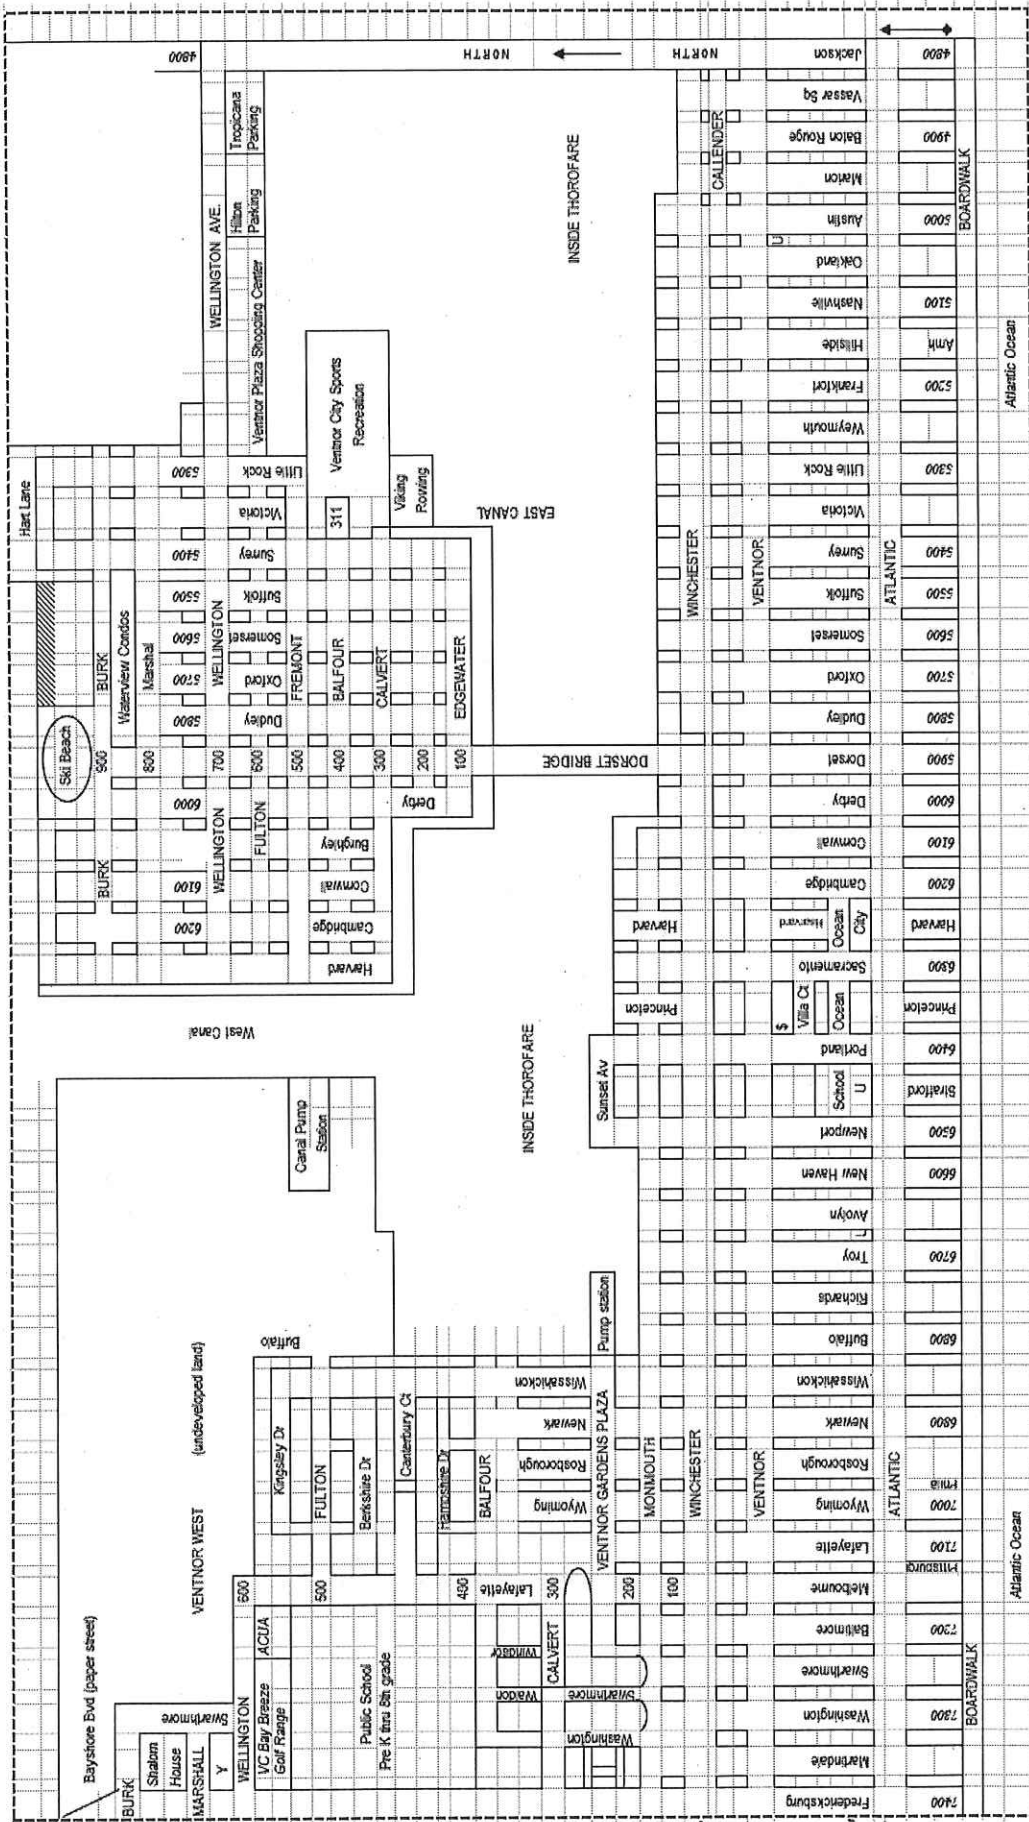 Bayshore Blvd (paper street)
Hart Lane
Ski Beach
BURK
900
BURK
BURK
Waterview Condos
Shalom
House
Marshal
800
MARSHALL
Y
Swarthmore
VENTNOR WEST
(undeveloped land)
6200
6100
6000
5800
5700
5600
5500
5400
5300
4800
WELLINGTON
700
WELLINGTON
WELLINGTON AVE.
Hilton
Parking
Tropicana
Parking
Ventnor Plaza Shopping Center
West Canal
WELLINGTON
600
VC Bay Breeze
Golf Range
ACUA
Buffalo
Kingsley Dr
FULTON
600
Dudley
Oxford
Somerset
Suffolk
Surrey
Victoria
Little Rock
500
FREMONT
500
FULTON
Canal Pump
Station
Public School
Pre K thru 8th grade
Berkshire Dr
Canterbury Ct
Harvard
Cambridge
Cornwall
Burghley
400
BALFOUR
311
Ventnor City Sports
Recreation
300
CALVERT
Viking
Rowing
Derby
200
Hampshire Dr
400
100
EDGEWATER
BALFOUR
Lafayette
Windsor
Waldon
EAST CANAL
NORTH
INSIDE THOROFARE
INSIDE THOROFARE
DORSET BRIDGE
CALVERT
300
Wyoming
Rosborough
Newark
Wissahickon
Washington
Swarthmore
VENTNOR GARDENS PLAZA
Pump station
Sunset Av
200
MONMOUTH
Princeton
Harvard
100
WINCHESTER
WINCHESTER
NORTH
CALLENDER
VENTNOR
VENTNOR
$
Villa Ct
School
U
Ocean
Harvard
Ocean
City
U
Fredericksburg
Martindale
Washington
Swarthmore
Baltimore
Melbourne
Lafayette
Wyoming
Rosborough
Newark
Wissahickon
Buffalo
Richards
Troy
Avolyn
New Haven
Newport
Portland
Sacramento
Cambridge
Cornwall
Derby
Dorset
Dudley
Oxford
Somerset
Suffolk
Surrey
Victoria
Little Rock
Weymouth
Frankfort
Hillside
Nashville
Oakland
Austin
Marion
Baton Rouge
Vassar Sq
Jackson
ATLANTIC
ATLANTIC
7400
7300
7200
Pittsburg
7100
7000
Phila
6800
6800
6700
6600
6500
Stratford
6400
Princeton
6300
Harvard
6200
6100
6000
5900
5800
5700
5600
5500
5400
5300
5200
Amh
5100
5000
4900
4800
BOARDWALK
BOARDWALK
Atlantic Ocean
Atlantic Ocean